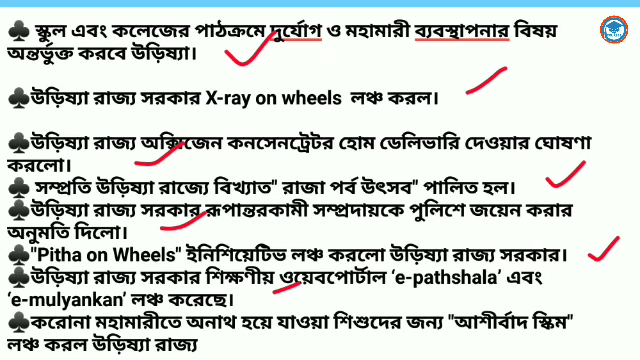 ♣ স্কুল এবং কলেজের পাঠক্রমে দুর্যোগ ও মহামারী ব্যবস্থাপনার বিষয়
অন্তর্ভুক্ত করবে উড়িষ্যা।
♣উড়িষ্যা রাজ্য সরকার X-ray on wheels লঞ্চ করল।
♣উড়িষ্যা রাজ্য অক্সিজেন কনসেনট্রেটর হোম ডেলিভারি দেওয়ার ঘোষণা
করলো।
♣ সম্প্রতি উড়িষ্যা রাজ্যে বিখ্যাত" রাজা পর্ব উৎসব" পালিত হল।
♣উড়িষ্যা রাজ্য সরকার রূপান্তরকামী সম্প্রদায়কে পুলিশে জয়েন করার
অনুমতি দিলো।
♣"Pitha on Wheels" ইনিশিয়েটিভ লঞ্চ করলো উড়িষ্যা রাজ্য সরকার।
♣উড়িষ্যা রাজ্য সরকার শিক্ষণীয় ওয়েবপোর্টাল ‘e-pathshala’ এবং
‘e-mulyankan’ লঞ্চ করেছে।
♣করোনা মহামারীতে অনাথ হয়ে যাওয়া শিশুদের জন্য "আশীর্বাদ স্কিম"
লঞ্চ করল উড়িষ্যা রাজ্য